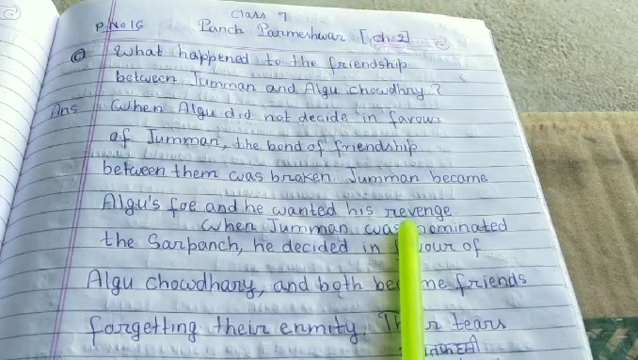 Class 7
P.No 16 Panch Parmeshwar [Ch-2]
Q What happened to the friendship
between Jumman and Algu Chowdhry?
Ans When Algu did not decide in favour
of Jumman, the bond of friendship
between them was broken. Jumman became
Algu's foe and he wanted his revenge
When Jumman was nominated
the Sarpanch, he decided in favour of
Algu Chowdhary, and both became friends
forgetting their enmity. Their tears